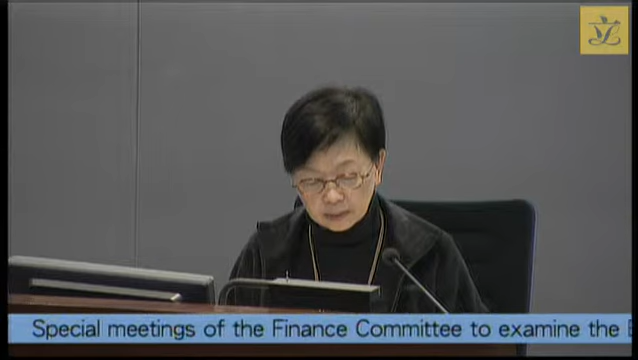 Special meetings of the Finance Committee to examine the